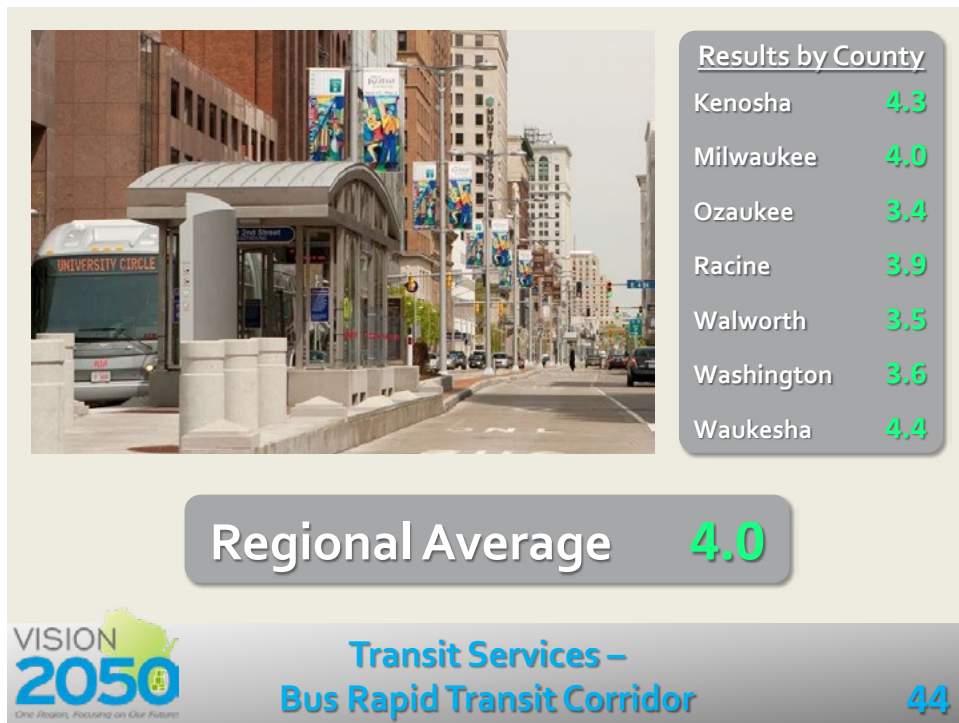 Results by County
Kenosha 4.3
Milwaukee 4.0
Ozaukee 3.4
Racine 3.9
Walworth 3.5
Washington 3.6
Waukesha 4.4
UNIVERSITY CIRCLE
2nd Street
HUNTINGTON
Regional Average 4.0
VISION
2050
One Region, Focusing on Our Future
Transit Services –
Bus Rapid Transit Corridor
44